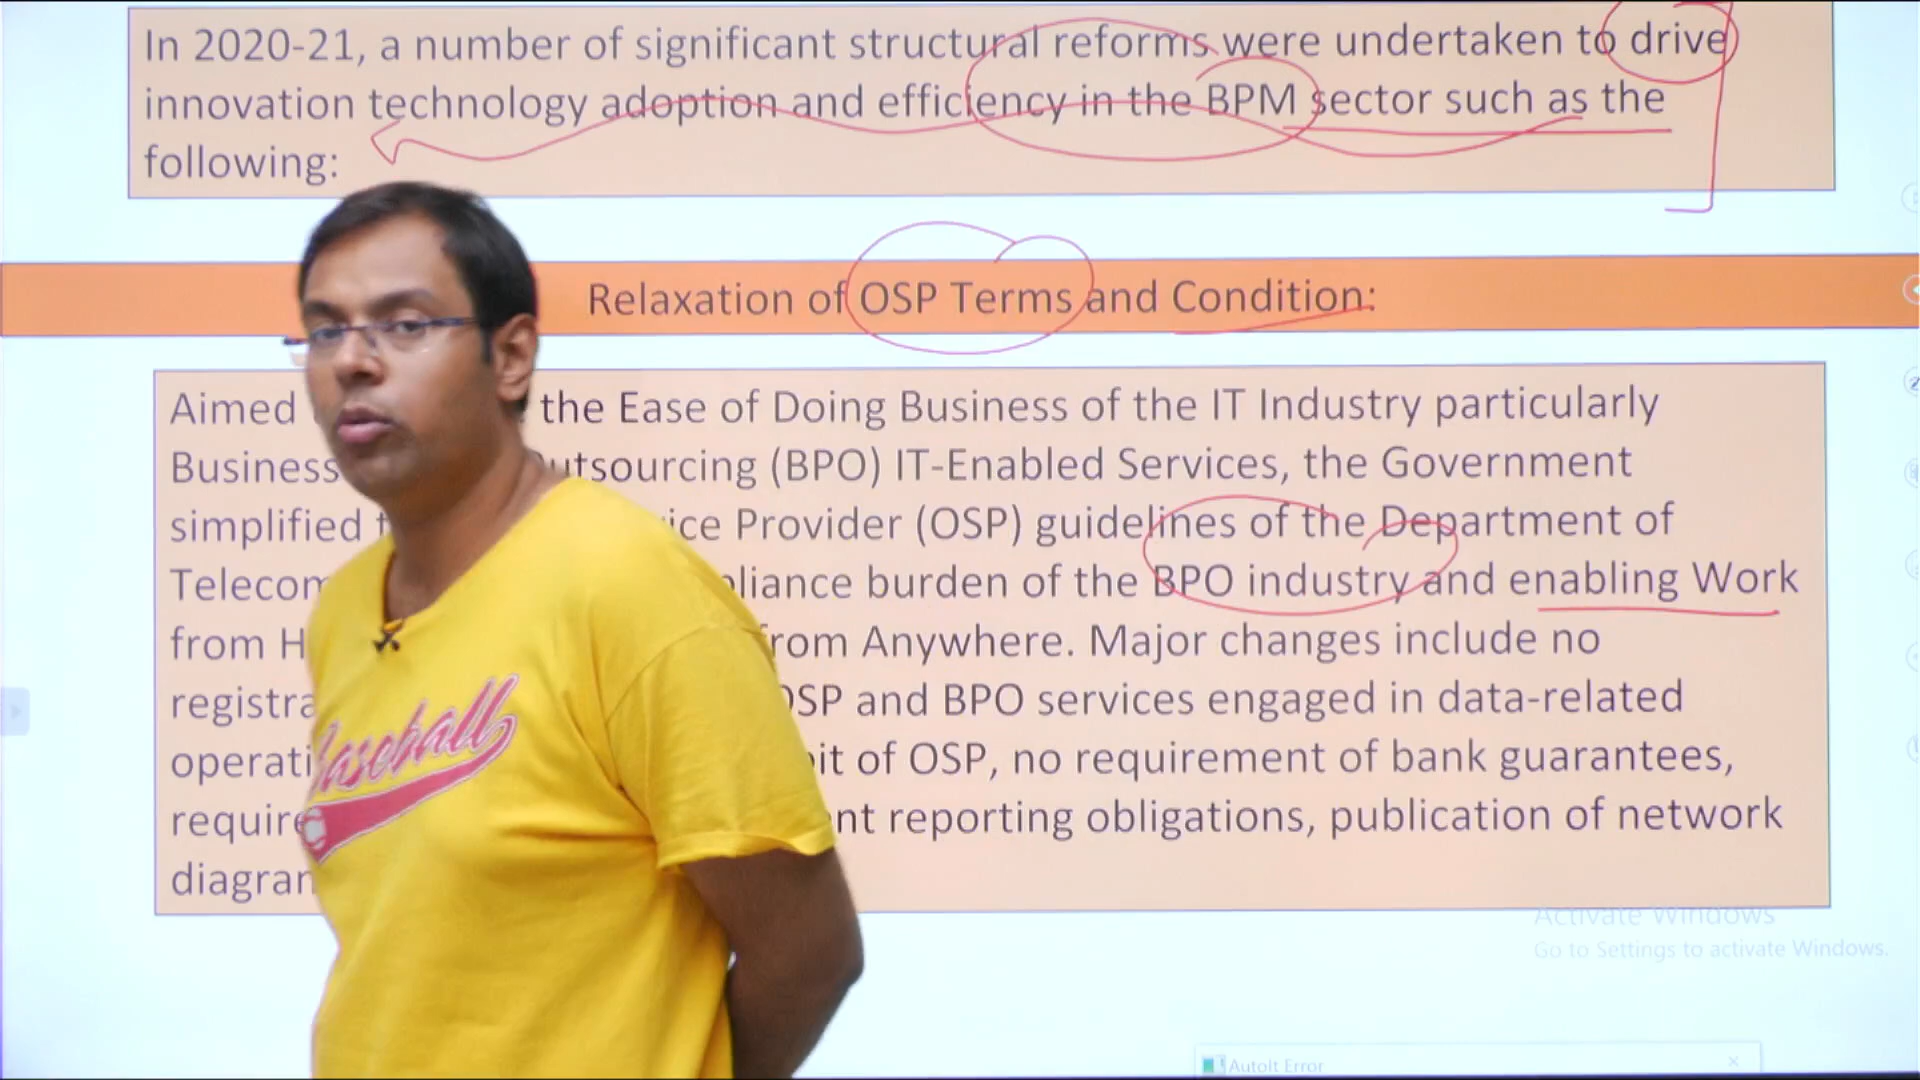 In 2020-21, a number of significant structural reforms were undertaken to drive
innovation technology adoption and efficiency in the BPM sector such as the
following:
Relaxation of OSP Terms and Condition:
Aimed the Ease of Doing Business of the IT Industry particularly
Business utsourcing (BPO) IT-Enabled Services, the Government
simplified ice Provider (OSP) guidelines of the Department of
Telecom pliance burden of the BPO industry and enabling Work
from H from Anywhere. Major changes include no
registra OSP and BPO services engaged in data-related
operati it of OSP, no requirement of bank guarantees,
require nt reporting obligations, publication of network
diagram
Baseball
Activate Windows
Go to Settings to activate Windows.
AutoIt Error